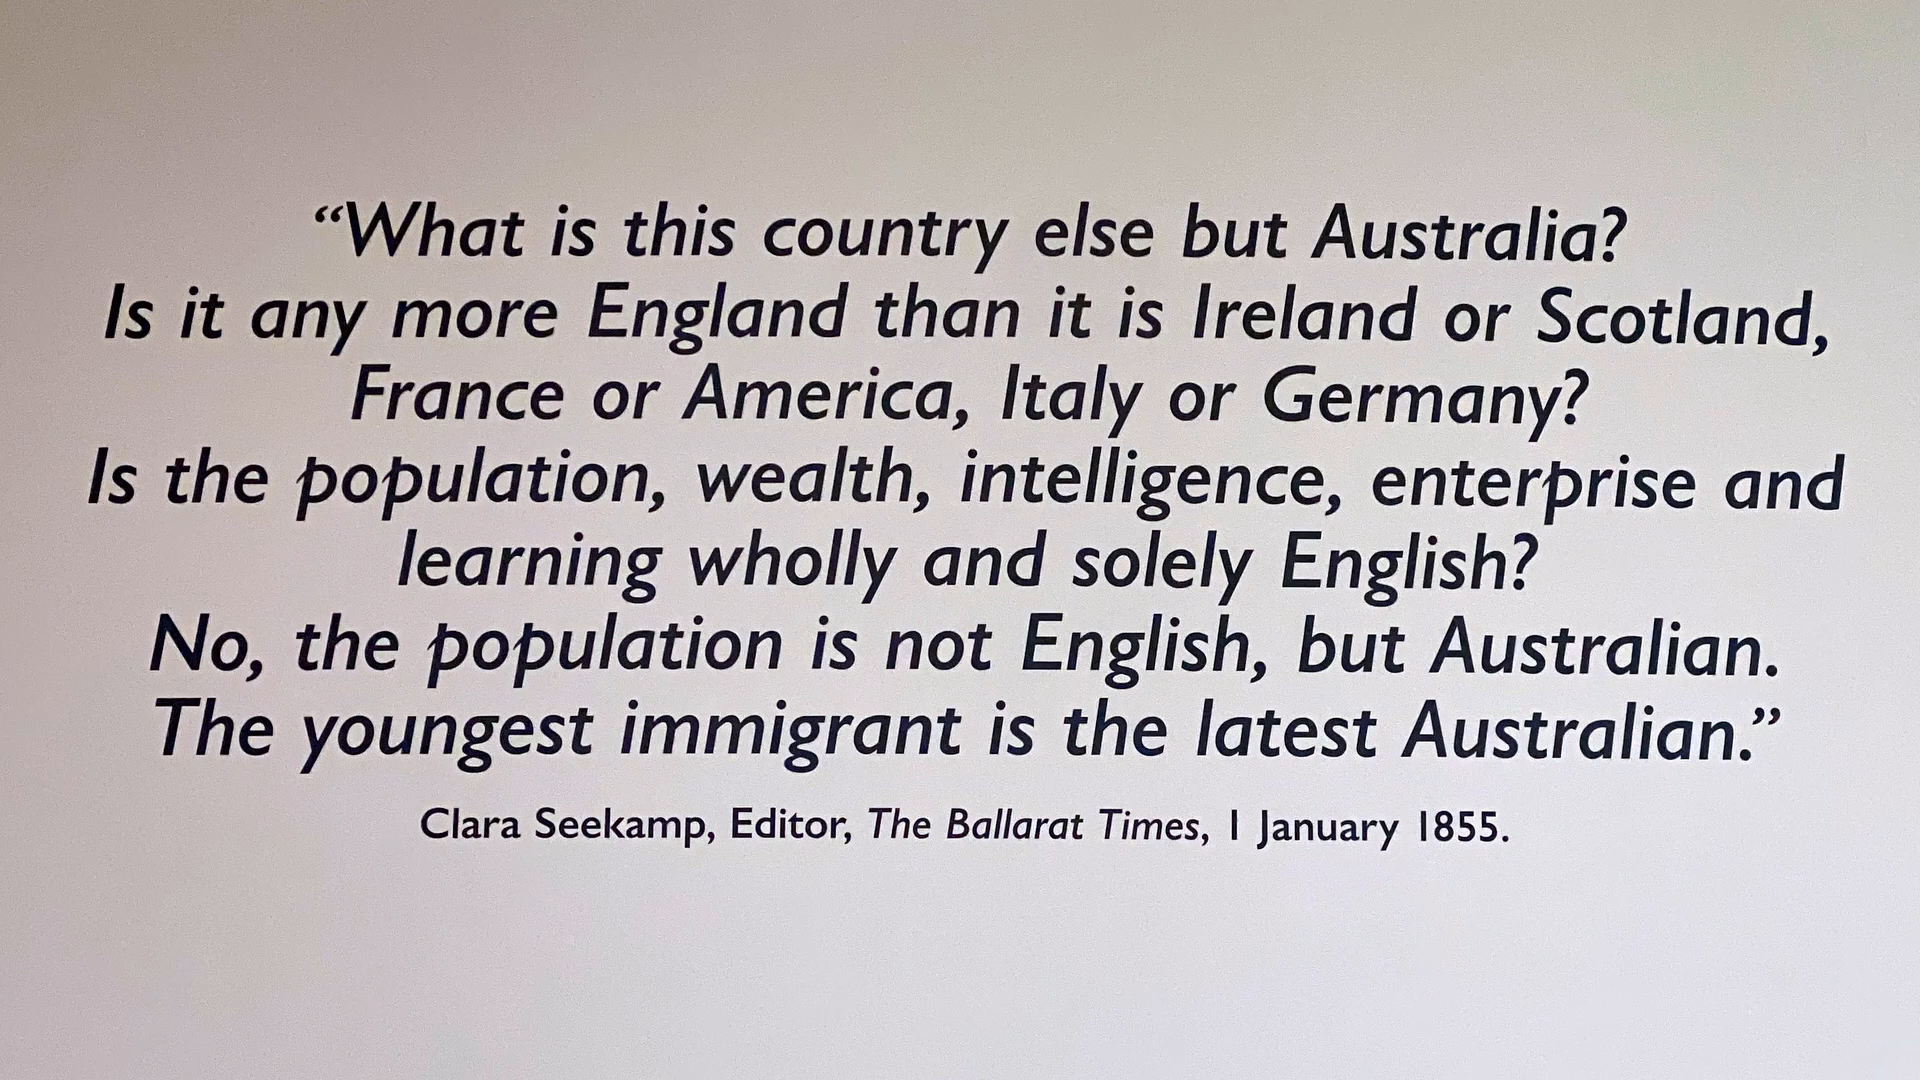 “What is this country else but Australia?
Is it any more England than it is Ireland or Scotland,
France or America, Italy or Germany?
Is the population, wealth, intelligence, enterprise and
learning wholly and solely English?
No, the population is not English, but Australian.
The youngest immigrant is the latest Australian.”
Clara Seekamp, Editor, The Ballarat Times, 1 January 1855.